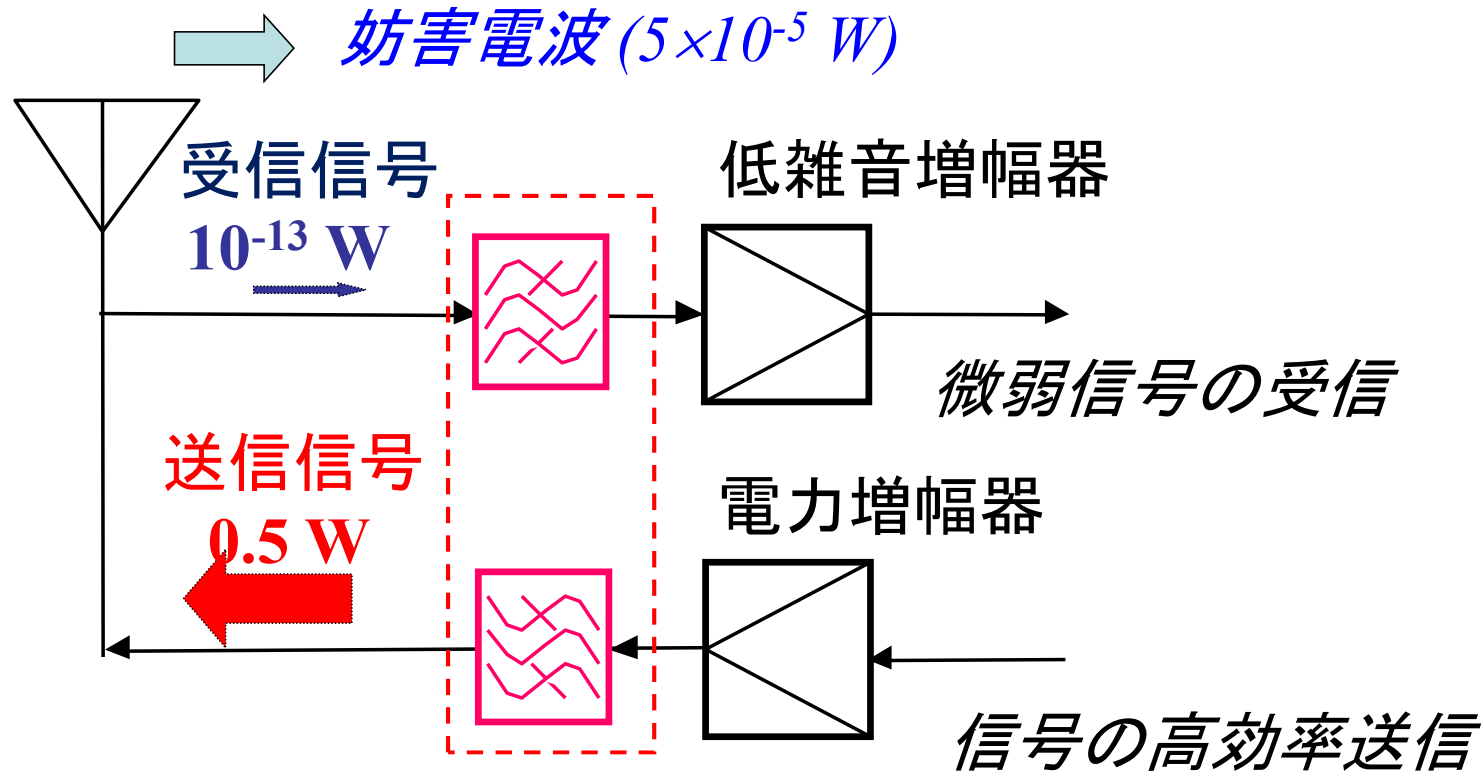 妨害電波 (5×10⁻⁵ W)
受信信号
10⁻¹³ W
低雑音増幅器
微弱信号の受信
送信信号
0.5 W
電力増幅器
信号の高効率送信